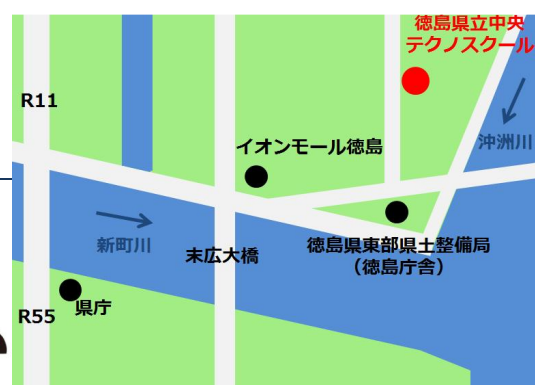 徳島県立中央
テクノスクール
R11
イオンモール徳島
沖洲川
新町川
末広大橋
徳島県東部県土整備局
（徳島庁舎）
県庁
R55